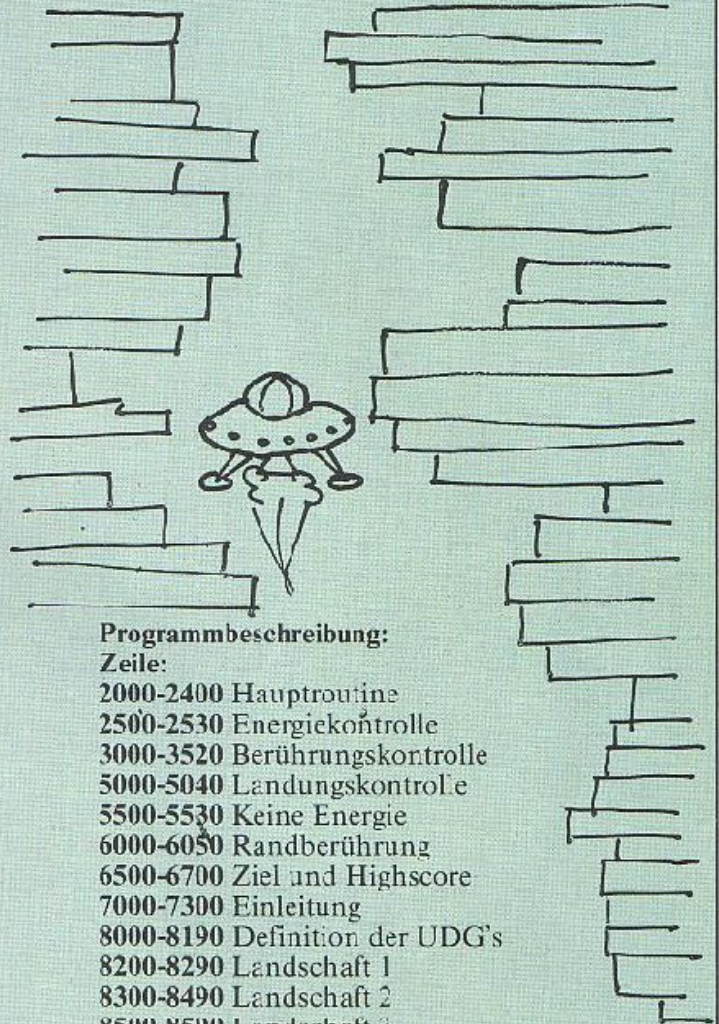 Programmbeschreibung:
Zeile:
2000-2400 Hauptroutine
2500-2530 Energiekontrolle
3000-3520 Berührungskontrolle
5000-5040 Landungskontrolle
5500-5530 Keine Energie
6000-6050 Randberührung
6500-6700 Ziel und Highscore
7000-7300 Einleitung
8000-8190 Definition der UDG's
8200-8290 Landschaft 1
8300-8490 Landschaft 2